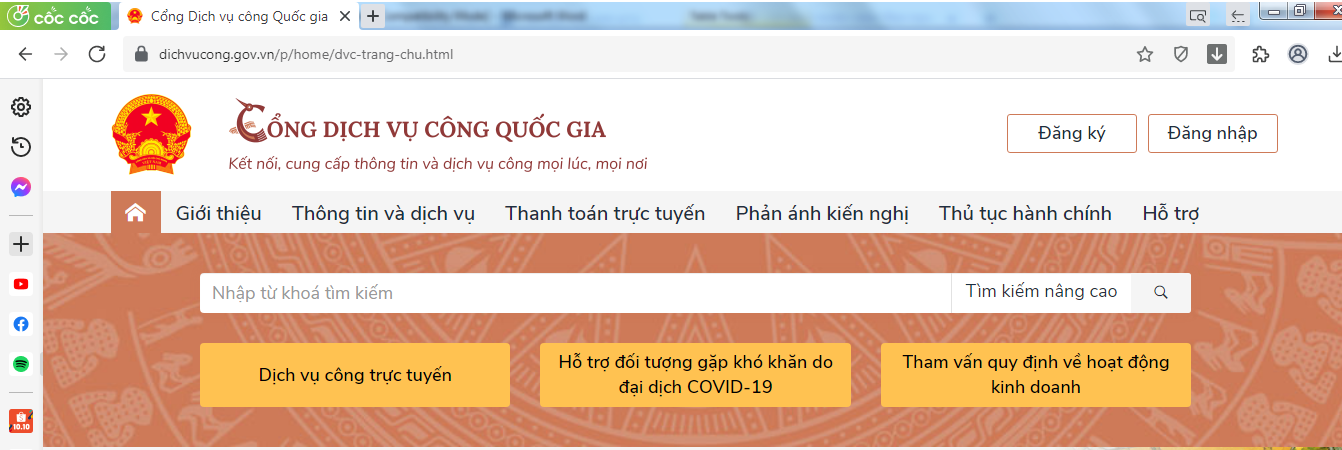 cốc cốc
Cổng Dịch vụ công Quốc gia
dichvucong.gov.vn/p/home/dvc-trang-chu.html
CỔNG DỊCH VỤ CÔNG QUỐC GIA
Kết nối, cung cấp thông tin và dịch vụ công mọi lúc, mọi nơi
Đăng ký
Đăng nhập
Giới thiệu
Thông tin và dịch vụ
Thanh toán trực tuyến
Phản ánh kiến nghị
Thủ tục hành chính
Hỗ trợ
Nhập từ khoá tìm kiếm
Tìm kiếm nâng cao
Dịch vụ công trực tuyến
Hỗ trợ đối tượng gặp khó khăn do
đại dịch COVID-19
Tham vấn quy định về hoạt động
kinh doanh
10.10